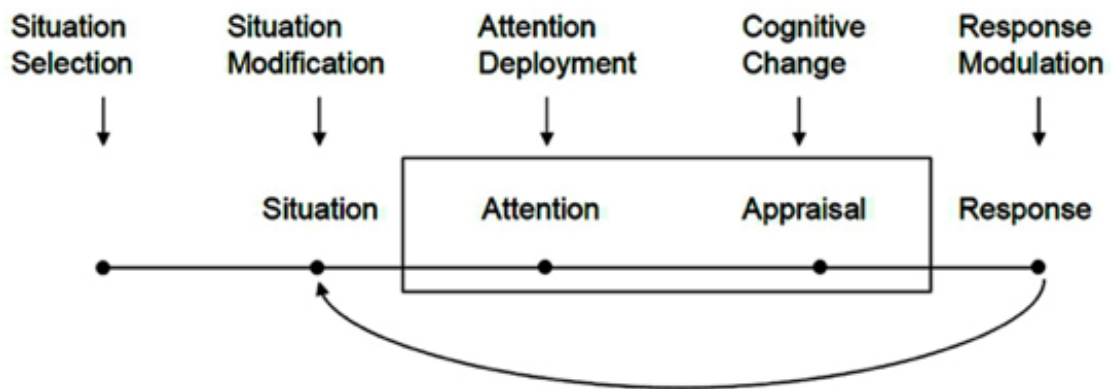 Situation Selection
Situation Modification
Attention Deployment
Cognitive Change
Response Modulation
Situation
Attention
Appraisal
Response